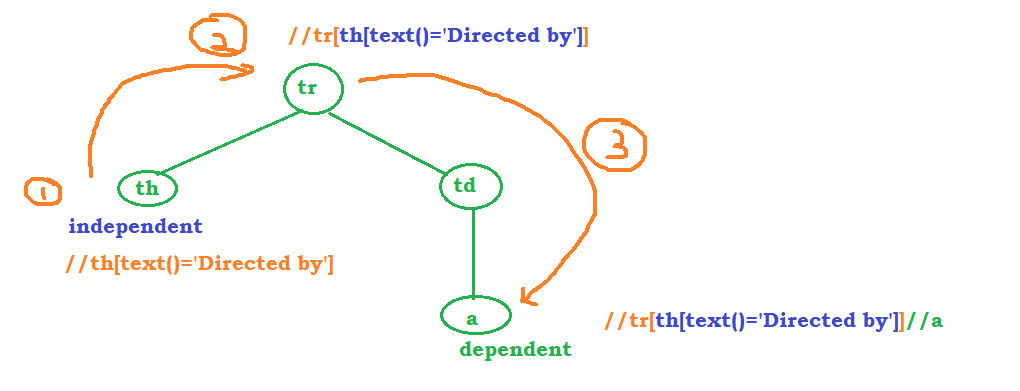 2
//tr[th[text()='Directed by']]
tr
3
1
th
td
independent
//th[text()='Directed by']
a
//tr[th[text()='Directed by']]//a
dependent